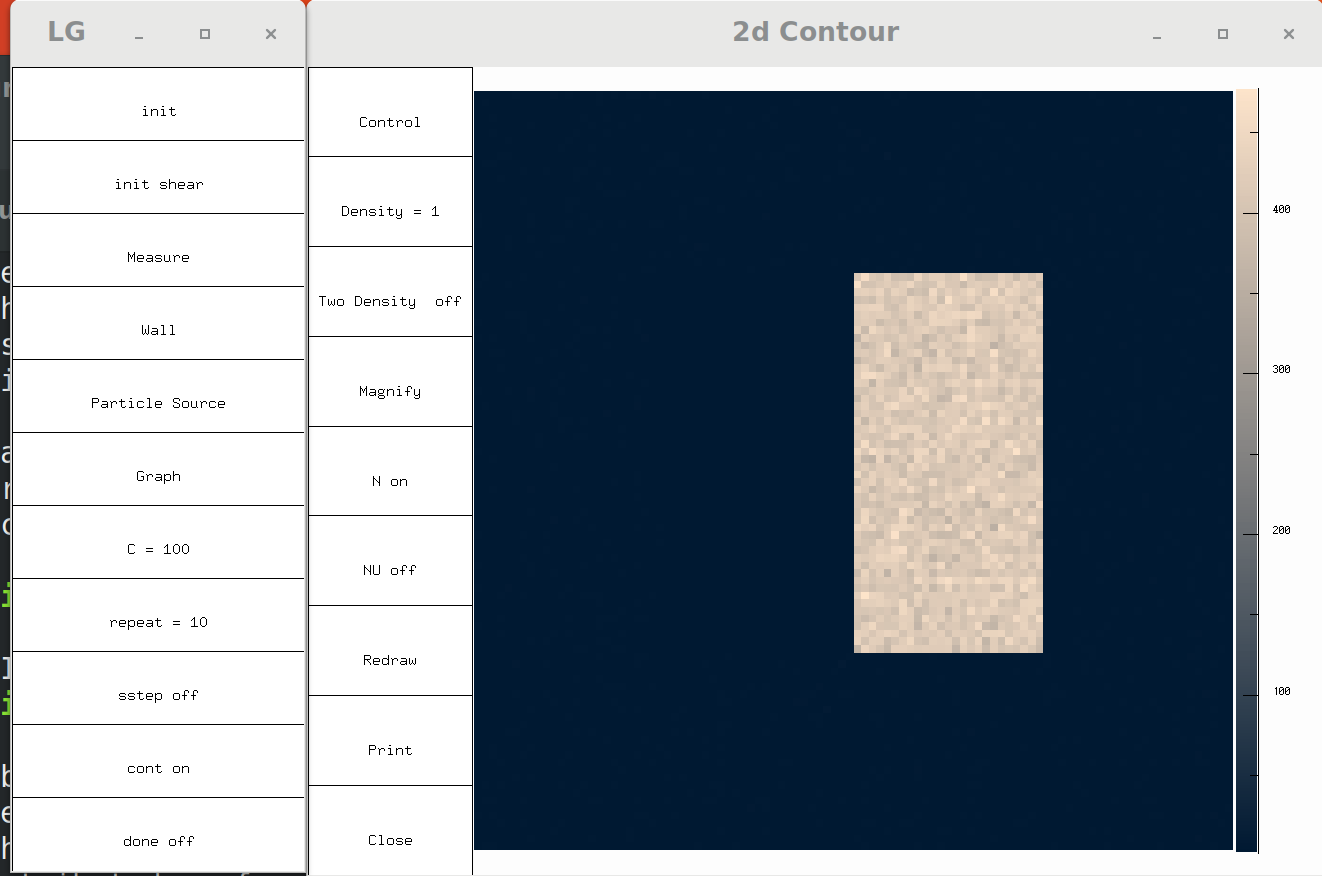 LG
init
init shear
Measure
Wall
Particle Source
Graph
C = 100
repeat = 10
sstep off
cont on
done off
2d Contour
Control
Density = 1
Two Density  off
Magnify
N on
NU off
Redraw
Print
Close
400
300
200
100